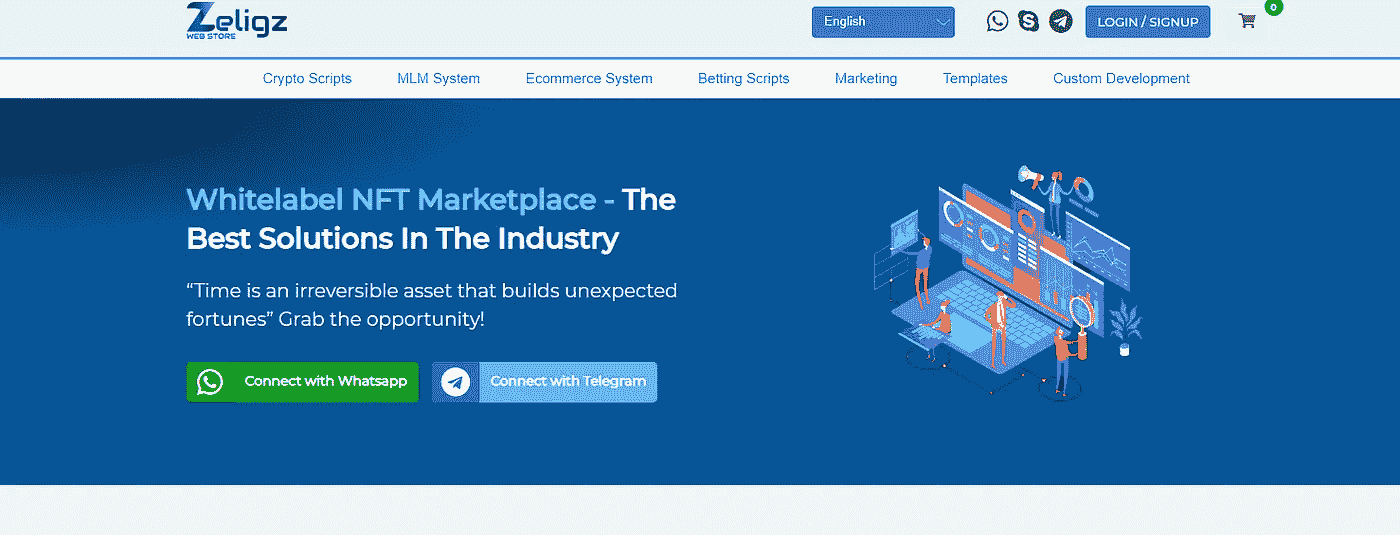 Zeligz
WEB STORE
English
LOGIN / SIGNUP
0
Crypto Scripts
MLM System
Ecommerce System
Betting Scripts
Marketing
Templates
Custom Development
Whitelabel NFT Marketplace - The
Best Solutions In The Industry
“Time is an irreversible asset that builds unexpected
fortunes” Grab the opportunity!
Connect with Whatsapp
Connect with Telegram